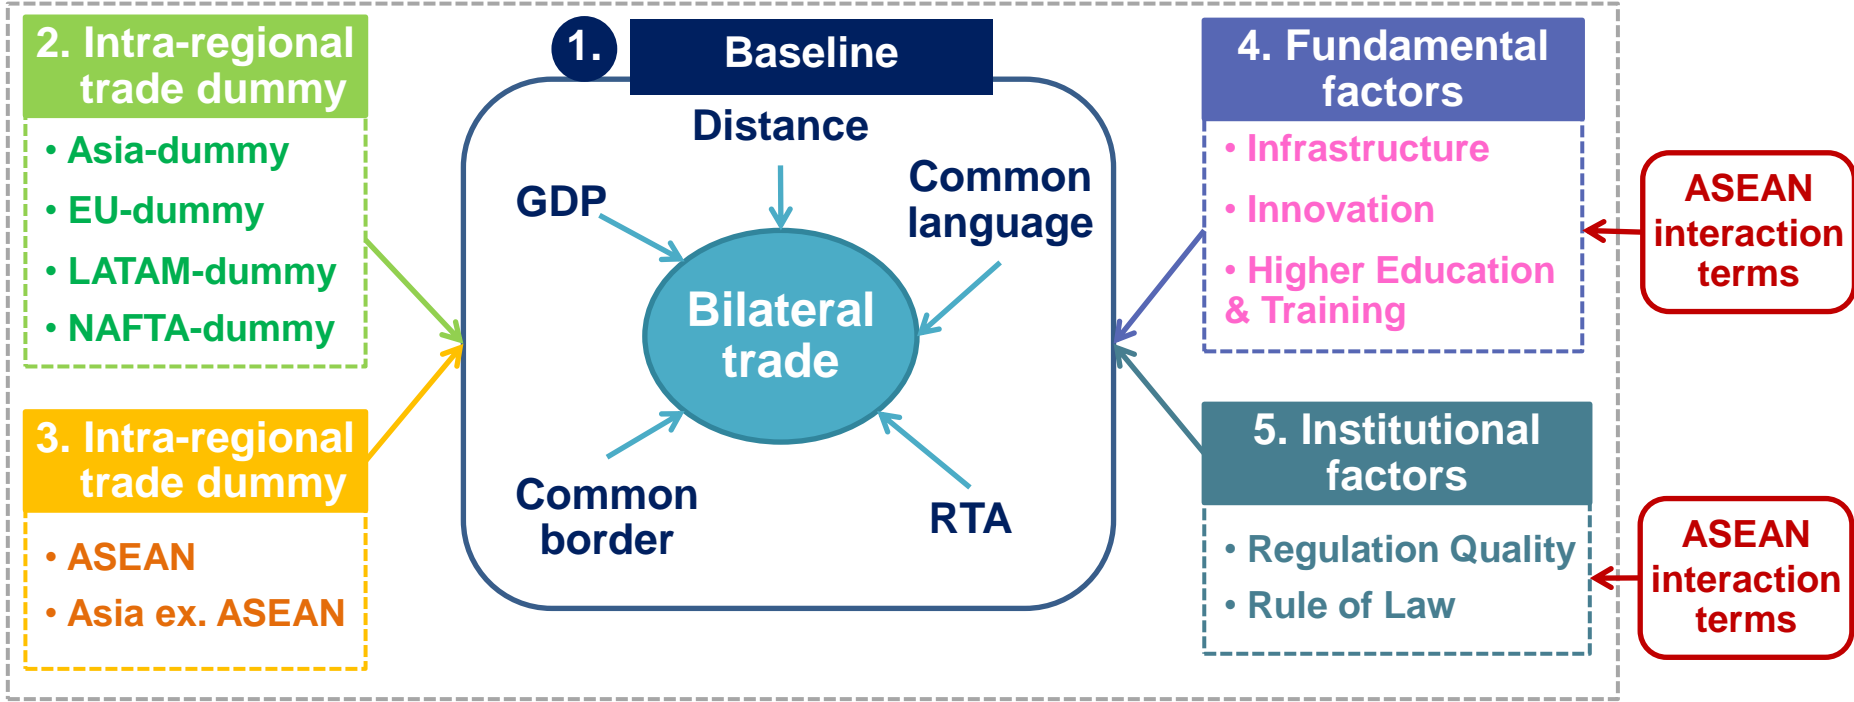 2. Intra-regional
trade dummy
• Asia-dummy
• EU-dummy
• LATAM-dummy
• NAFTA-dummy
3. Intra-regional
trade dummy
• ASEAN
• Asia ex. ASEAN
1.
Baseline
Distance
GDP
Common
language
Bilateral
trade
Common
border
RTA
4. Fundamental
factors
• Infrastructure
• Innovation
• Higher Education
& Training
5. Institutional
factors
• Regulation Quality
• Rule of Law
ASEAN
interaction
terms
ASEAN
interaction
terms